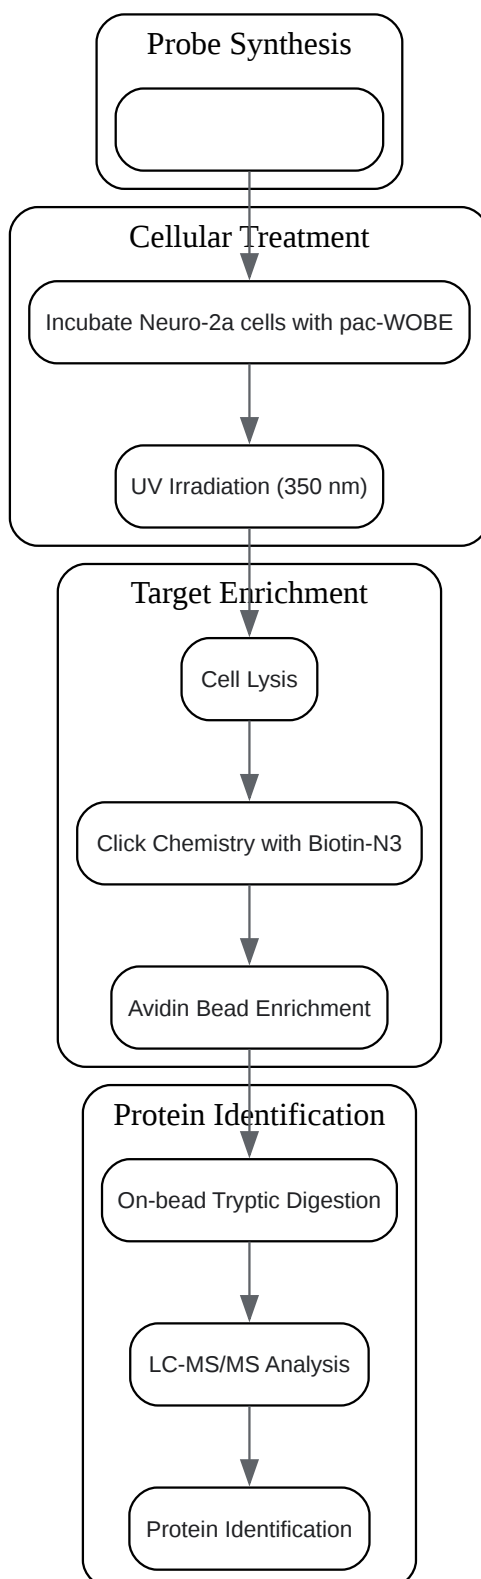 Probe Synthesis
Cellular Treatment
Incubate Neuro-2a cells with pac-WOBE
UV Irradiation (350 nm)
Target Enrichment
Cell Lysis
Click Chemistry with Biotin-N3
Avidin Bead Enrichment
Protein Identification
On-bead Tryptic Digestion
LC-MS/MS Analysis
Protein Identification